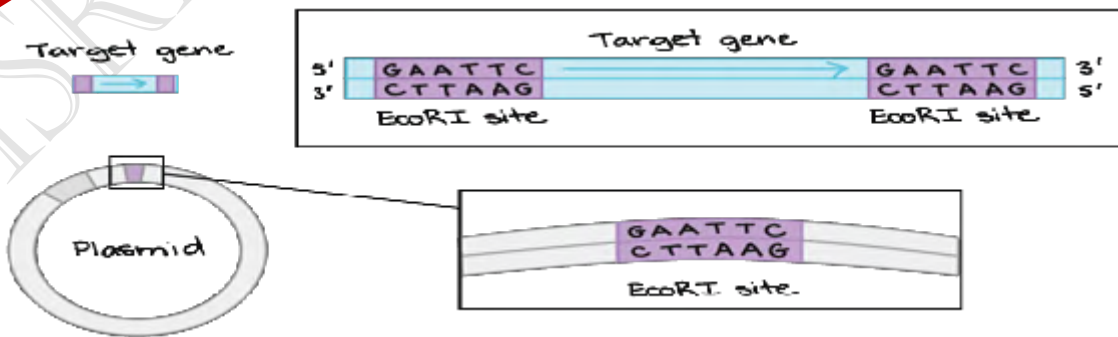 Target gene
Target gene
5' GAATTC GAATTC 3'
3' CTTAAG CTTAAG 5'
EcoRI site EcoRI site
Plasmid
GAATTC
CTTAAG
EcoRI site